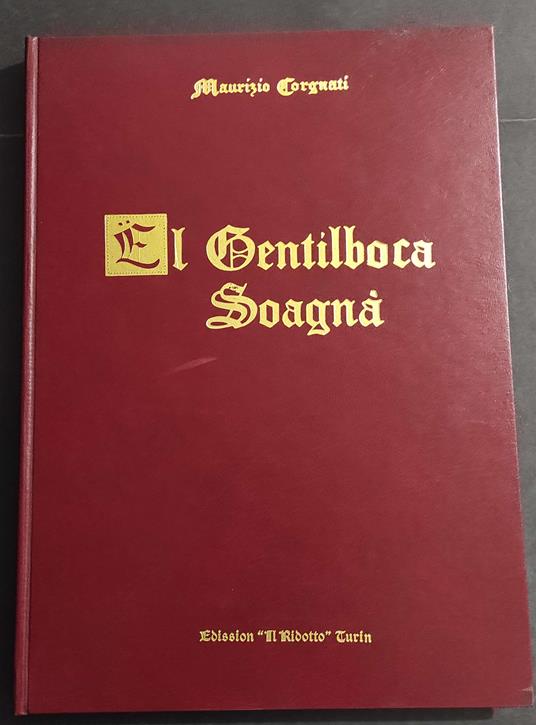 Maurizio Corgnati
Ël Gentilboca
Soagnà
Edission "Il Ridotto" Turin